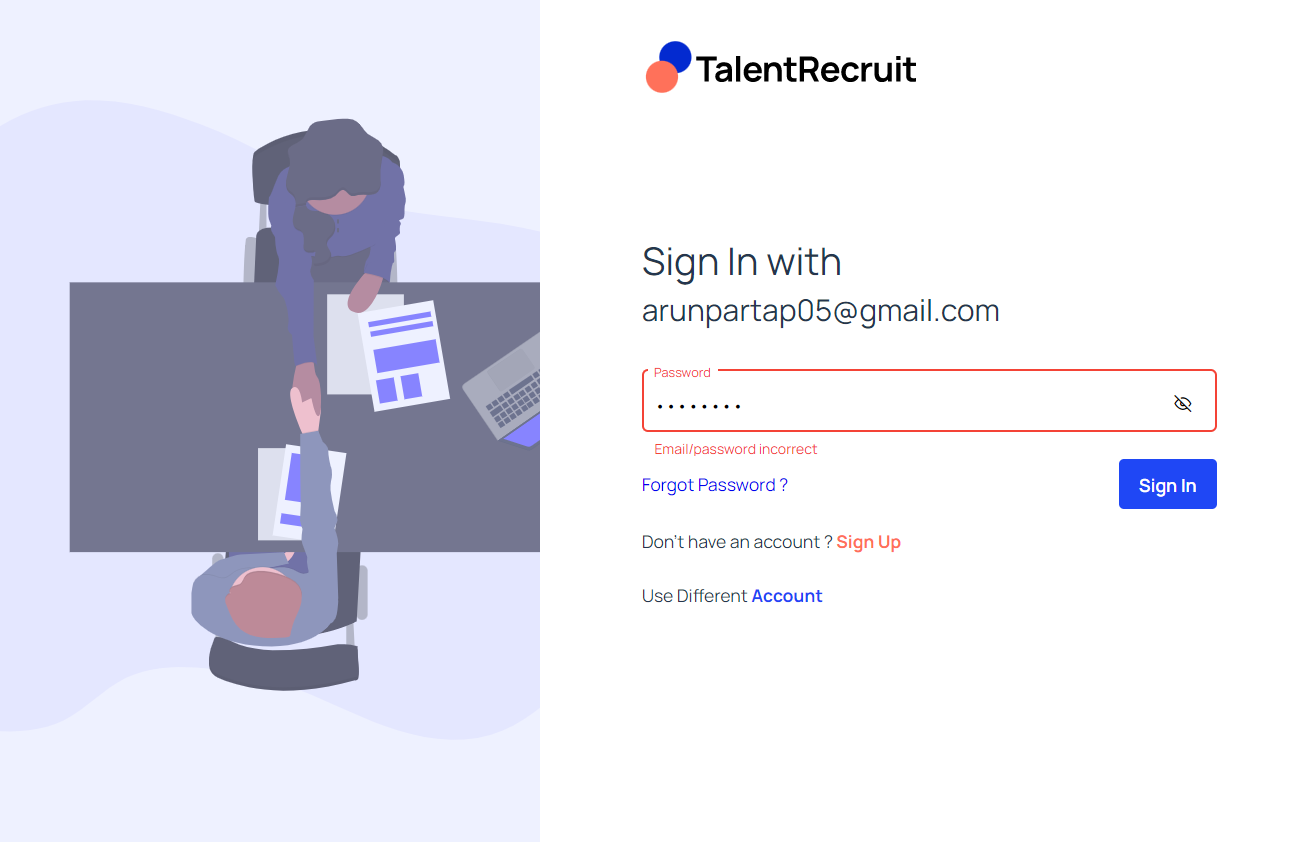 TalentRecruit
Sign In with
arunpartap05@gmail.com
Password
••••••••
Email/password incorrect
Forgot Password ?
Sign In
Don't have an account ? Sign Up
Use Different Account